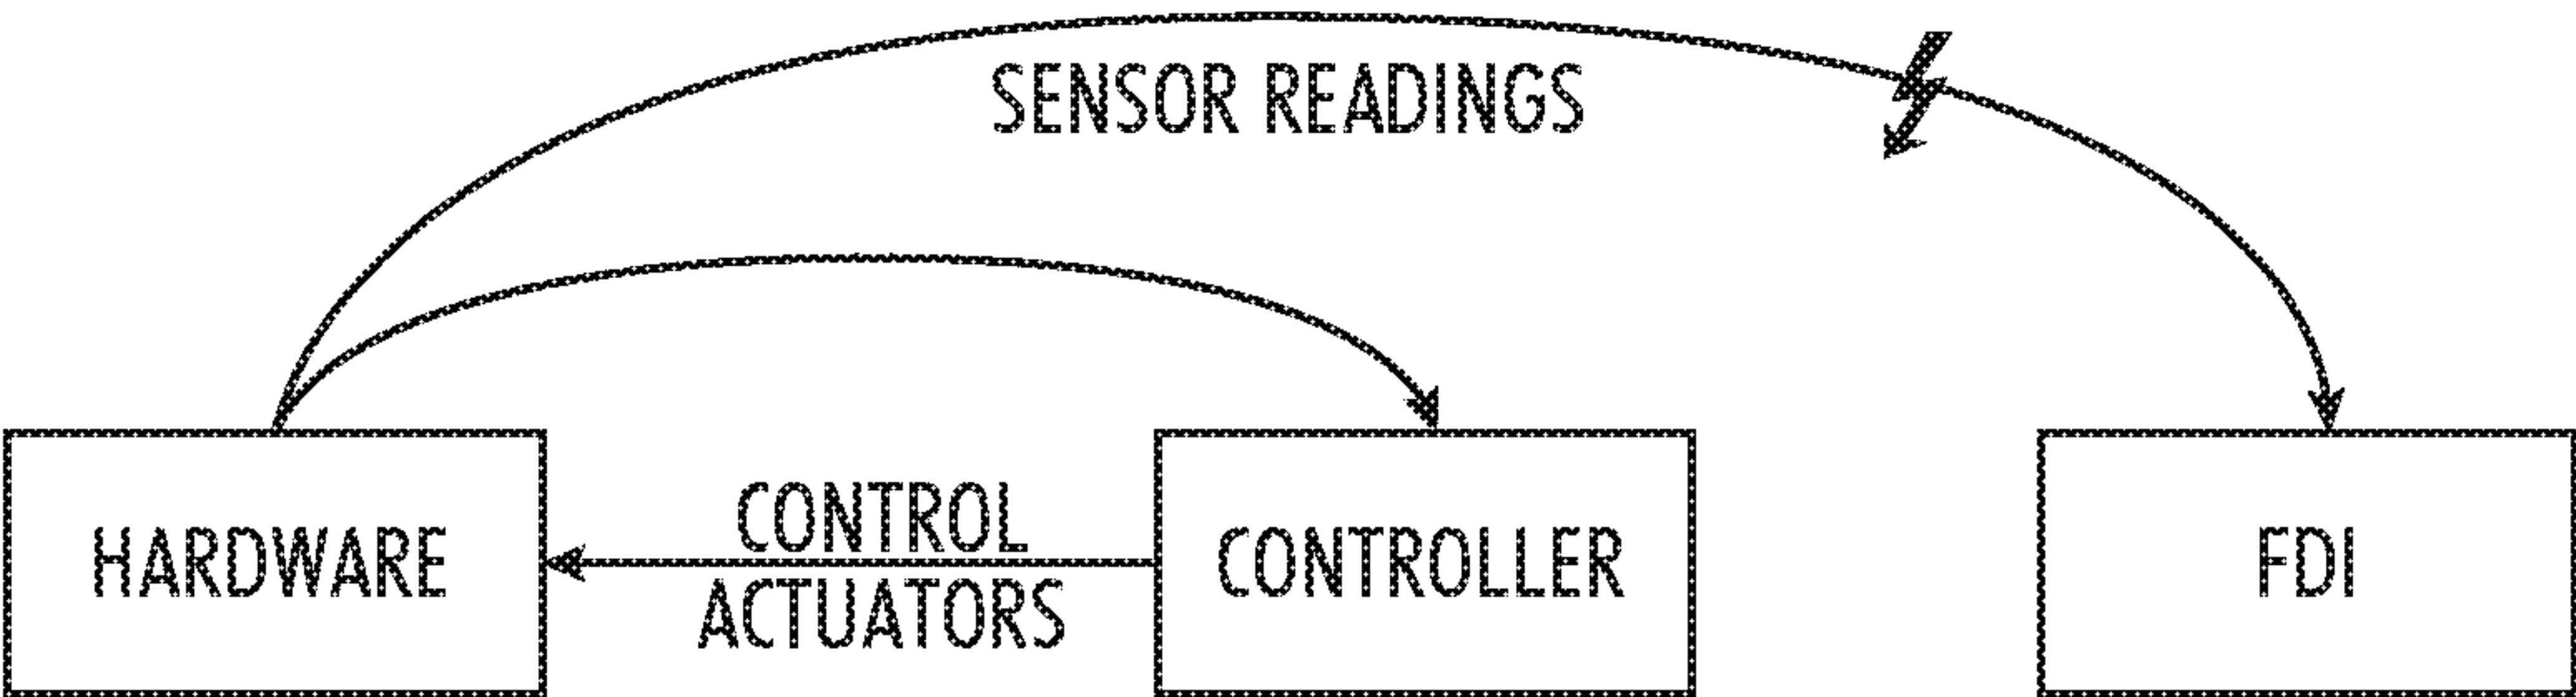 SENSOR READINGS
HARDWARE
CONTROL
ACTUATORS
CONTROLLER
FDI